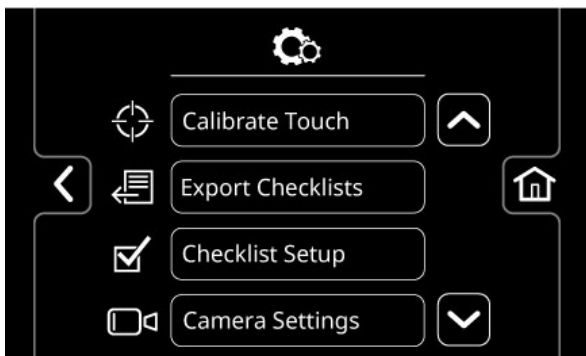 Calibrate Touch
Export Checklists
Checklist Setup
Camera Settings